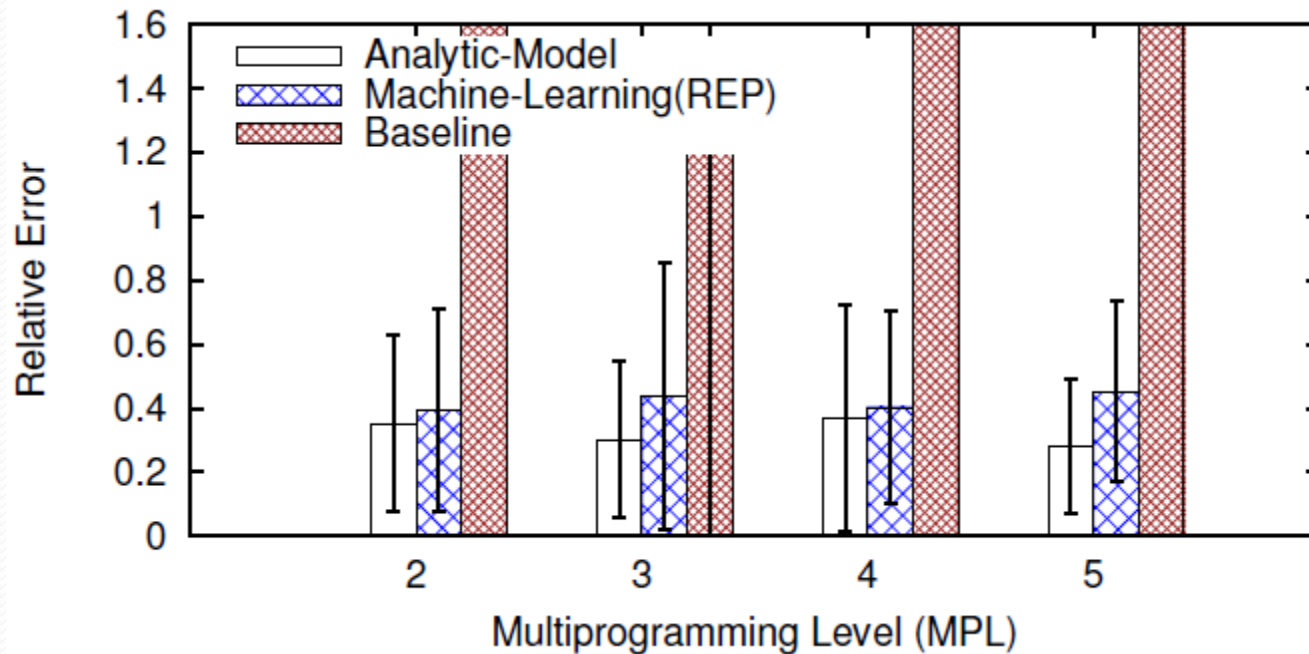 1.6
1.4
1.2
1
0.8
0.6
0.4
0.2
0
Relative Error
Analytic-Model
Machine-Learning(REP)
Baseline
2 3 4 5
Multiprogramming Level (MPL)